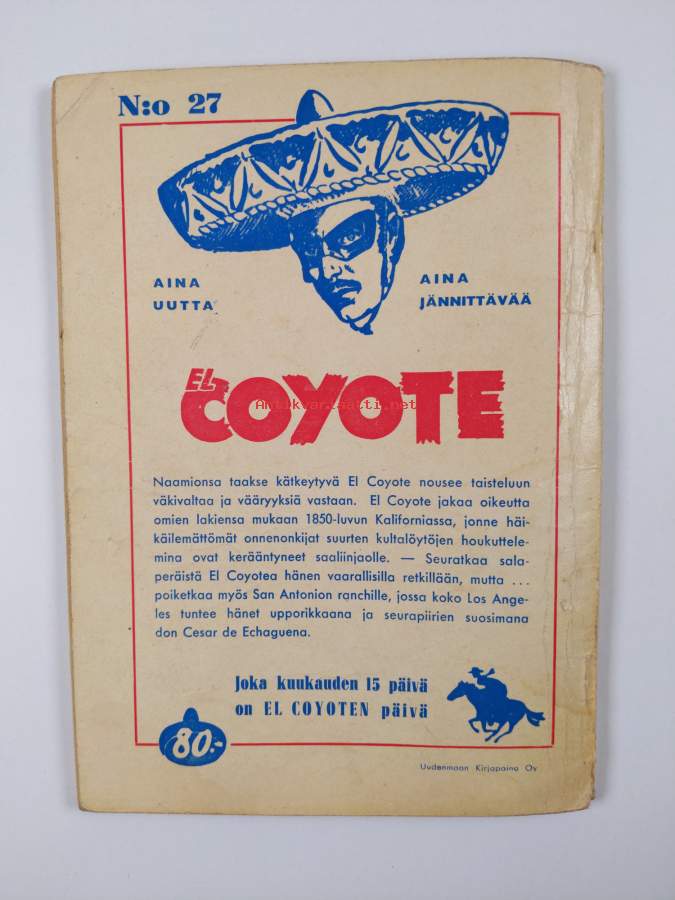 N:o 27
AINA
UUTTA
AINA
JÄNNITTÄVÄÄ
EL
COYOTE
Antikvariaatti.net
Naamionsa taakse kätkeytyvä El Coyote nousee taisteluun
väkivaltaa ja vääryyksiä vastaan. El Coyote jakaa oikeutta
omien lakiensa mukaan 1850-luvun Kaliforniassa, jonne häi-
käilemättömät onnenonkijat suurten kultalöytöjen houkuttele-
mina ovat kerääntyneet saaliinjaolle. — Seuratkaa sala-
peräistä El Coyotea hänen vaarallisilla retkillään, mutta ...
poiketkaa myös San Antonion ranchille, jossa koko Los Ange-
les tuntee hänet upporikkaana ja seurapiirien suosimana
don Cesar de Echaguena.
Joka kuukauden 15 päivä
on EL COYOTEN päivä
80:-
Uudenmaan Kirjapaino Oy